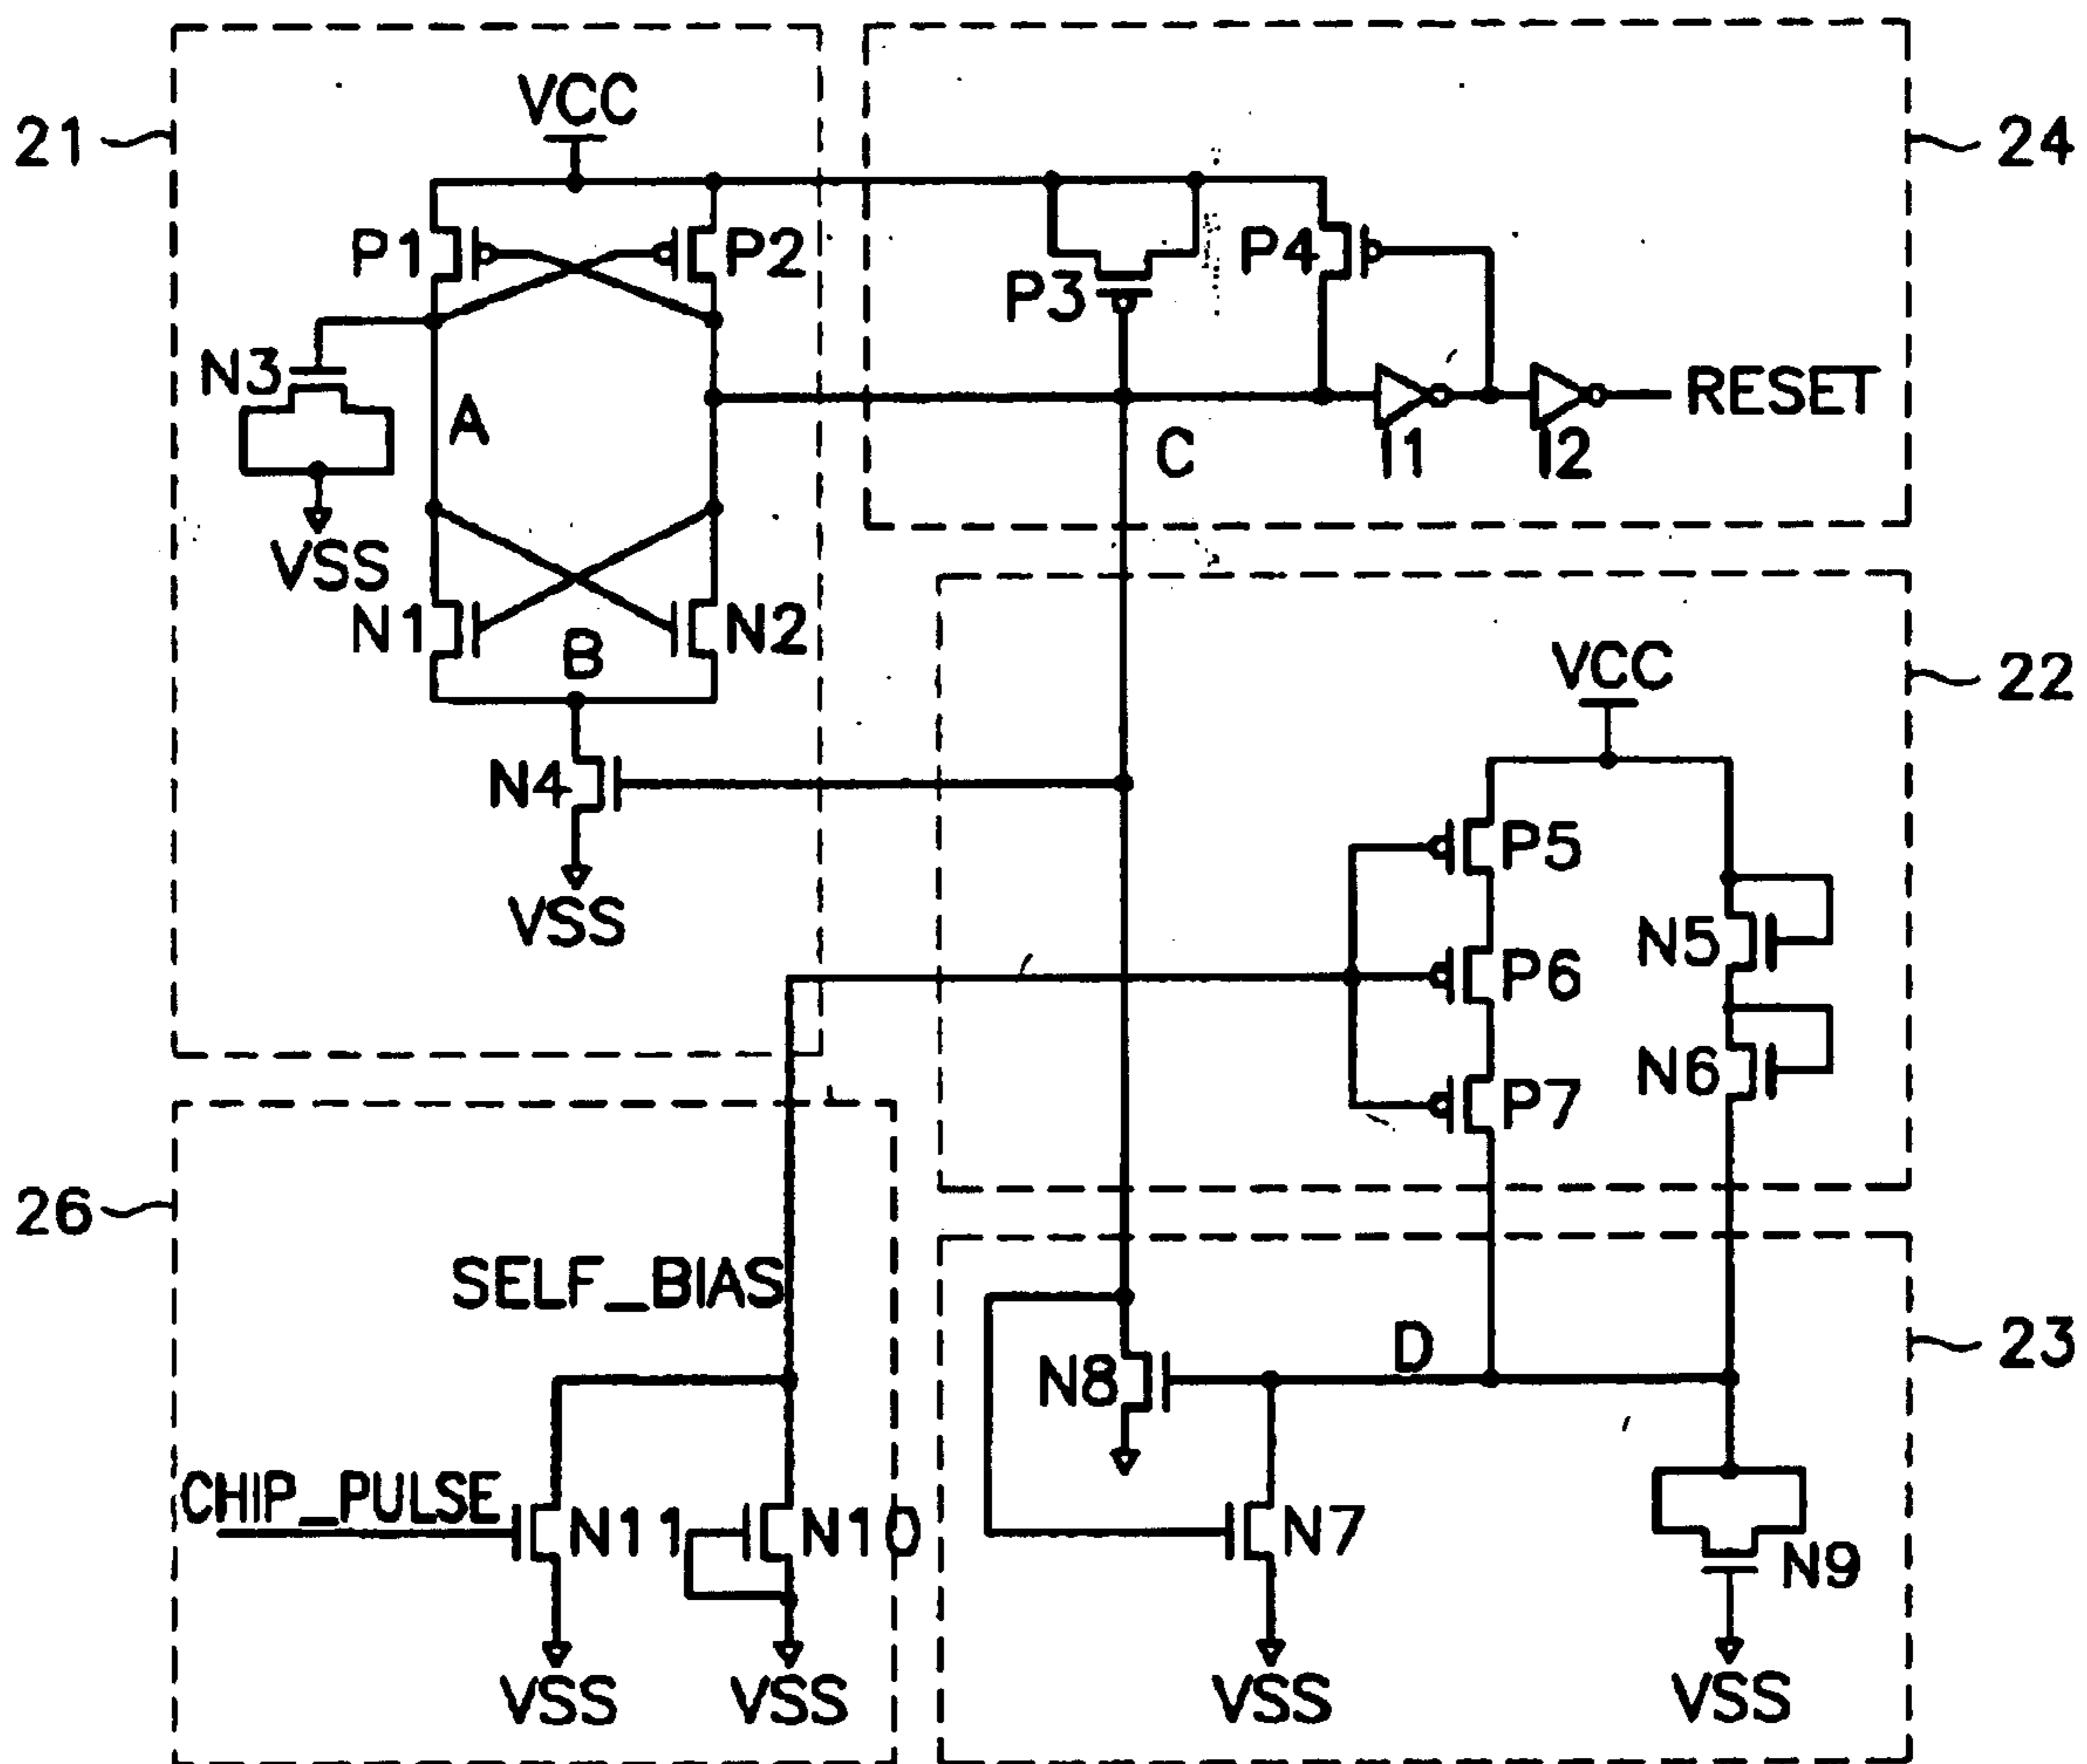 VCC
21
24
P1
P2
P3
P4
N3
A
C
I1
I2
RESET
VSS
N1
B
N2
VCC
22
N4
P5
VSS
N5
P6
N6
P7
26
SELF_BIAS
23
D
N8
CHIP_PULSE
N11
N10
N7
N9
VSS
VSS
VSS
VSS